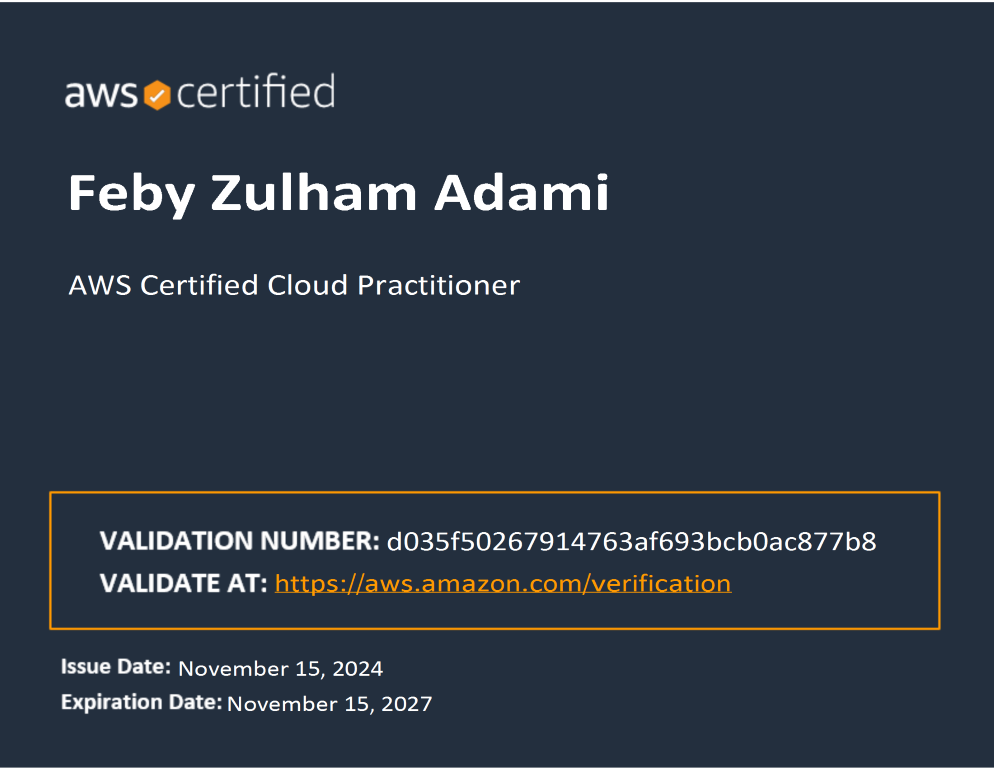 aws certified
Feby Zulham Adami
AWS Certified Cloud Practitioner
VALIDATION NUMBER: d035f50267914763af693bcb0ac877b8
VALIDATE AT: https://aws.amazon.com/verification
Issue Date: November 15, 2024
Expiration Date: November 15, 2027